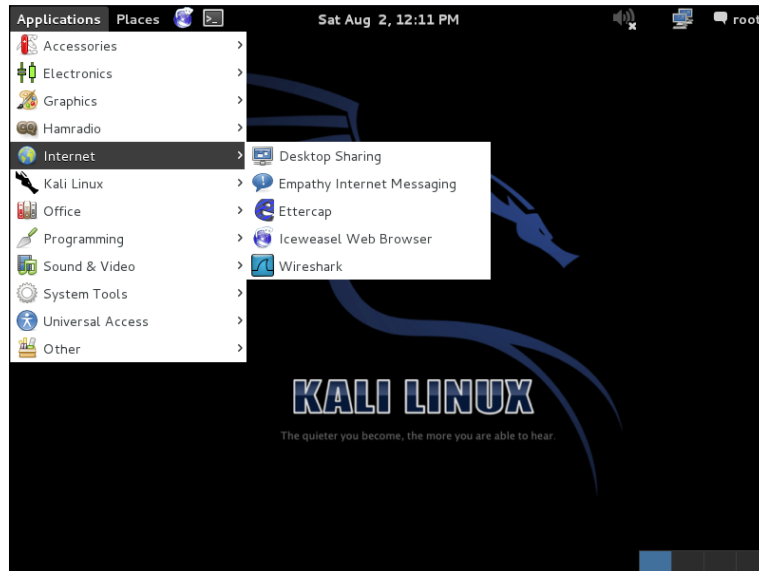 Applications Places Sat Aug 2, 12:11 PM root
Accessories
Electronics
Graphics
Hamradio
Internet
Kali Linux
Office
Programming
Sound & Video
System Tools
Universal Access
Other
Desktop Sharing
Empathy Internet Messaging
Ettercap
Iceweasel Web Browser
Wireshark
KALI LINUX
The quieter you become, the more you are able to hear.